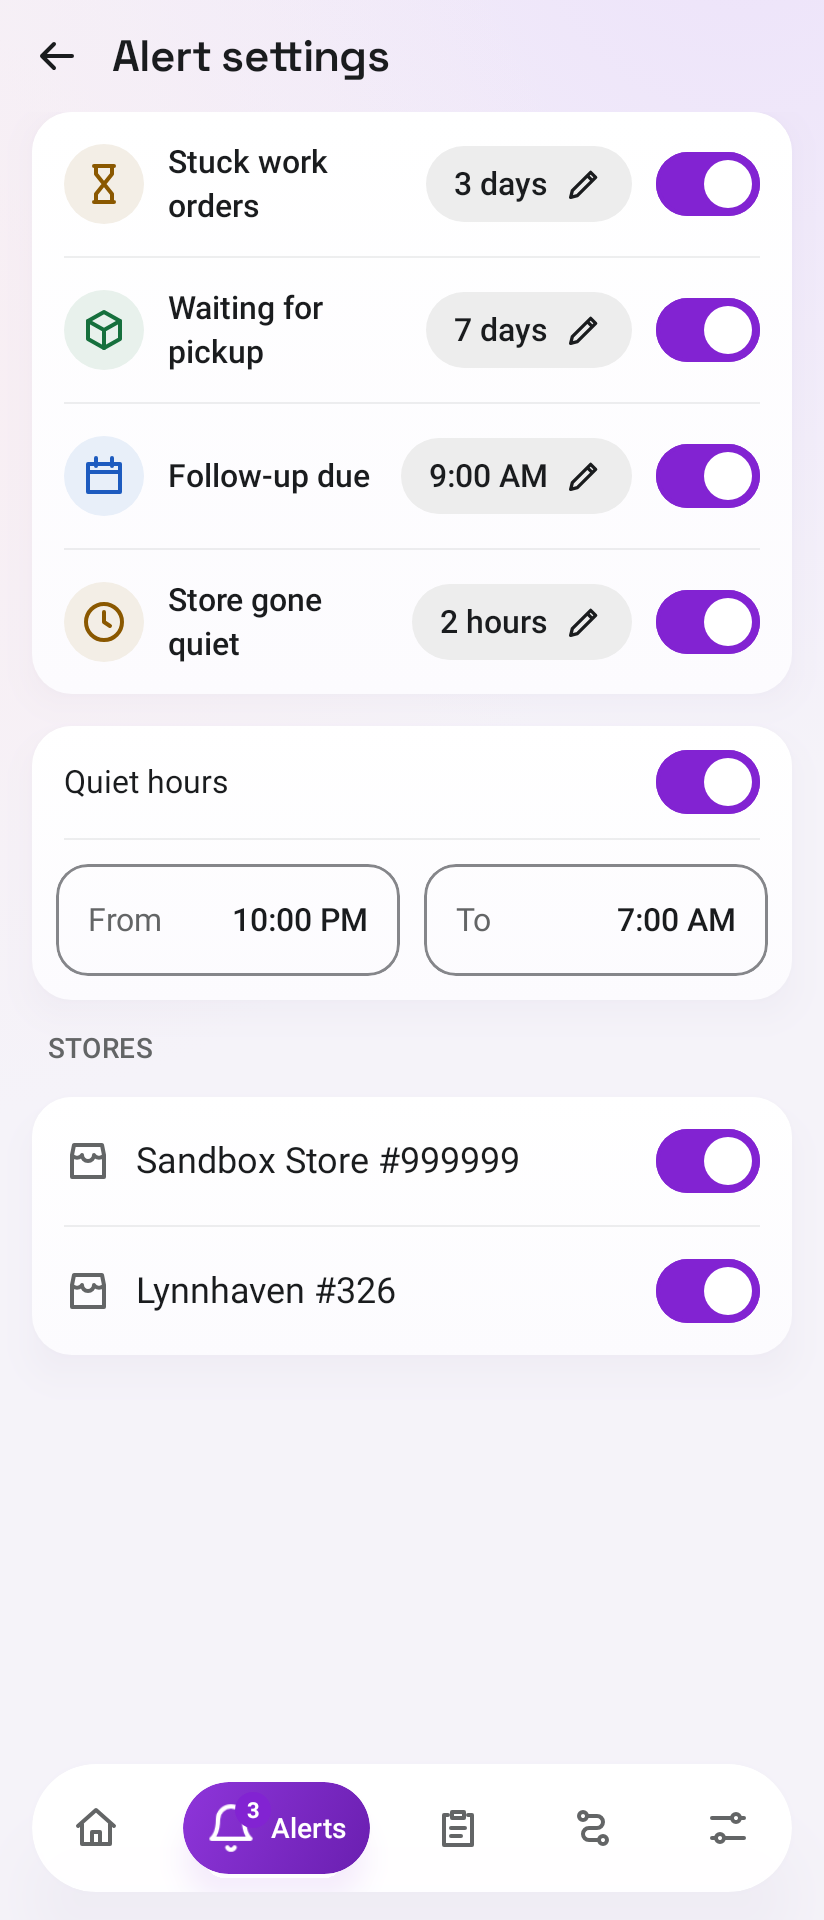 Alert settings
Stuck work
orders
3 days
Waiting for
pickup
7 days
Follow-up due
9:00 AM
Store gone
quiet
2 hours
Quiet hours
From 10:00 PM
To 7:00 AM
STORES
Sandbox Store #999999
Lynnhaven #326
3
Alerts